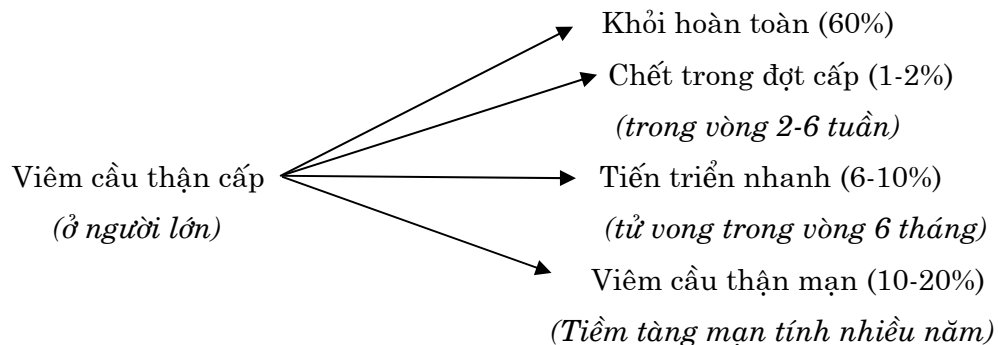 Khỏi hoàn toàn (60%)
Chết trong đợt cấp (1-2%)
(trong vòng 2-6 tuần)
Viêm cầu thận cấp
(ở người lớn)
Tiến triển nhanh (6-10%)
(tử vong trong vòng 6 tháng)
Viêm cầu thận mạn (10-20%)
(Tiềm tàng mạn tính nhiều năm)